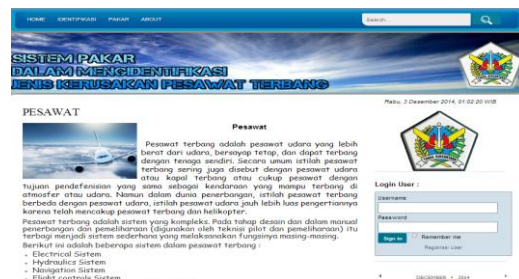 HOME IDENTIFIKASI PAKAR ABOUT
Search...
SISTEM PAKAR
DALAM MENGIDENTIFIKASI
JENIS KERUSAKAN PESAWAT TERBANG
Rabu, 3 Desember 2014, 01:02:20 WIB
PESAWAT
Pesawat
Pesawat terbang adalah pesawat udara yang lebih
berat dari udara, bersayap tetap, dan dapat terbang
dengan tenaga sendiri. Secara umum istilah pesawat
terbang sering juga disebut dengan pesawat udara
atau kapal terbang atau cukup pesawat dengan
tujuan pendefenisian yang sama sebagai kendaraan yang mampu terbang di
atmosfer atau udara. Namun dalam dunia penerbangan, istilah pesawat terbang
berbeda dengan pesawat udara, istilah pesawat udara jauh lebih luas pengertiannya
karena telah mencakup pesawat terbang dan helikopter.
Pesawat terbang adalah sistem yang kompleks. Pada tahap desain dan dalam manual
penerbangan dan pemeliharaan (digunakan oleh teknisi pilot dan pemeliharaan) itu
terbagi menjadi sistem sederhana yang melaksanakan fungsinya masing-masing.
Berikut ini adalah beberapa sistem dalam pesawat terbang :
- Electrical Sistem
- Hydraulics Sistem
- Navigation Sistem
- Flight controls Sistem
Login User :
Username
Password
Sign in Remember me
Registrasi User
DECEMBER 2014